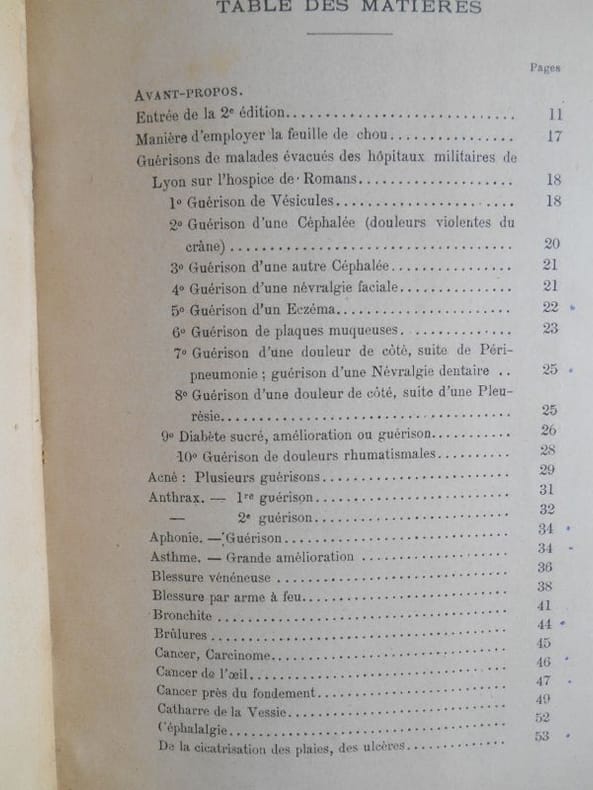 TABLE DES MATIÈRES
Pages
AVANT-PROPOS.
Entrée de la 2e édition.............................. 11
Manière d'employer la feuille de chou................ 17
Guérisons de malades évacués des hôpitaux militaires de
Lyon sur l'hospice de Romans.................... 18
1º Guérison de Vésicules....................... 18
2º Guérison d'une Céphalée (douleurs violentes du
crâne) .................................... 20
3º Guérison d'une autre Céphalée................ 21
4º Guérison d'une névralgie faciale............... 21
5º Guérison d'un Eczéma....................... 22
6º Guérison de plaques muqueuses............... 23
7º Guérison d'une douleur de côté, suite de Péri-
pneumonie ; guérison d'une Névralgie dentaire .. 25
8º Guérison d'une douleur de côté, suite d'une Pleu-
résie..................................... 25
9º Diabète sucré, amélioration ou guérison........... 26
10º Guérison de douleurs rhumatismales.......... 28
Acné : Plusieurs guérisons......................... 29
Anthrax. — 1re guérison......................... 31
— 2e guérison......................... 32
Aphonie. — Guérison............................. 34
Asthme. — Grande amélioration ................... 34
Blessure vénéneuse .............................. 36
Blessure par arme à feu........................... 38
Bronchite ...................................... 41
Brûlures ....................................... 44
Cancer, Carcinome............................... 45
Cancer de l'œil.................................. 46
Cancer près du fondement......................... 47
Catharre de la Vessie............................. 49
Céphalalgie..................................... 52
De la cicatrisation des plaies, des ulcères............. 53